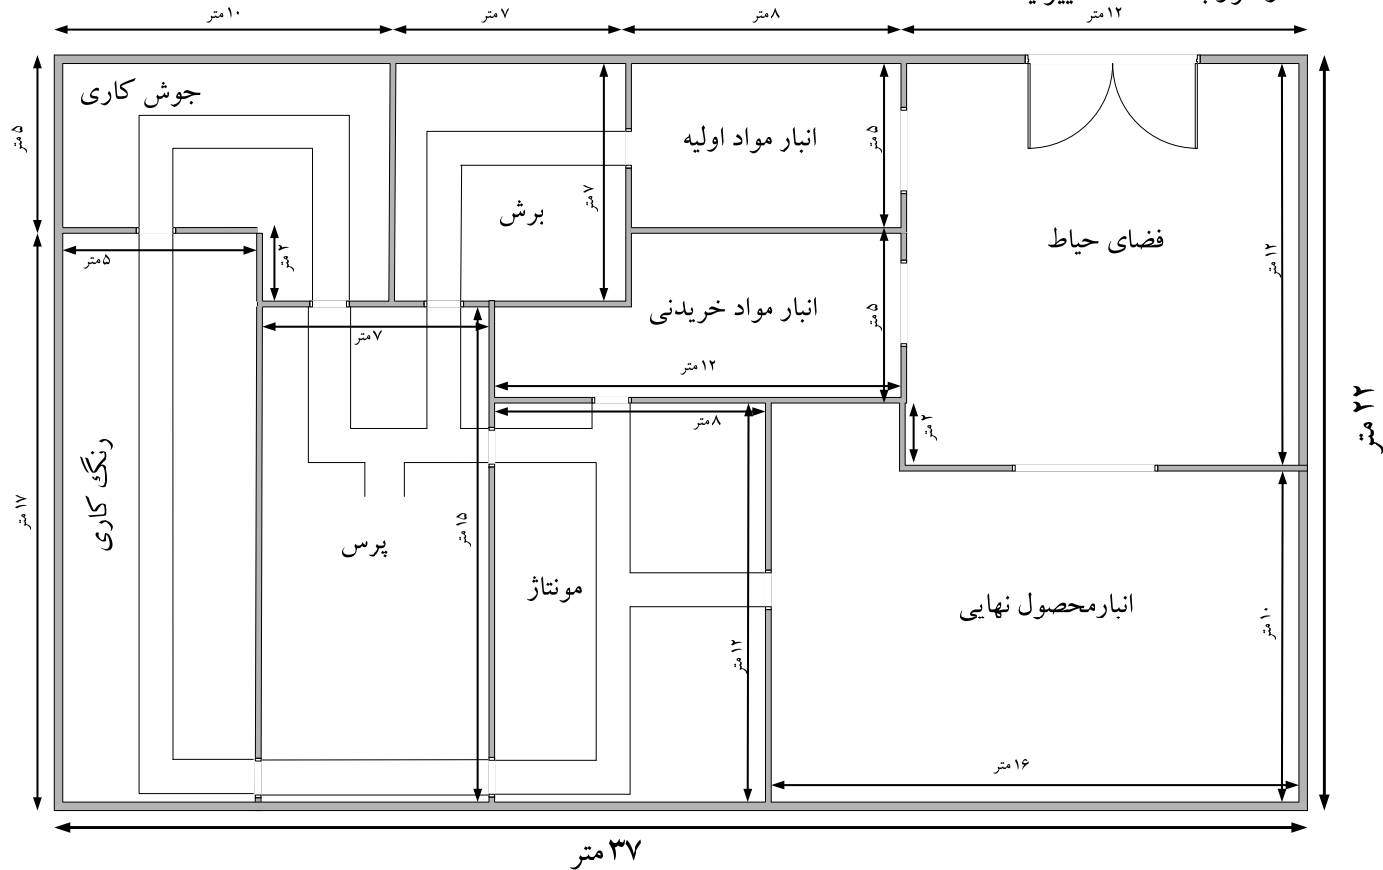 ۱۲ متر
۸ متر
۷ متر
۱۰ متر
جوش کاری
۵ متر
انبار مواد اولیه
۵ متر
۷ متر
برش
فضای حیاط
۱۲ متر
۲ متر
۵ متر
انبار مواد خریدنی
۵ متر
۷ متر
۱۲ متر
۸ متر
۲ متر
۲۲ متر
رنگ کاری
۱۷ متر
۱۵ متر
پرس
مونتاژ
انبار محصول نهایی
۱۰ متر
۱۲ متر
۱۶ متر
۳۷ متر